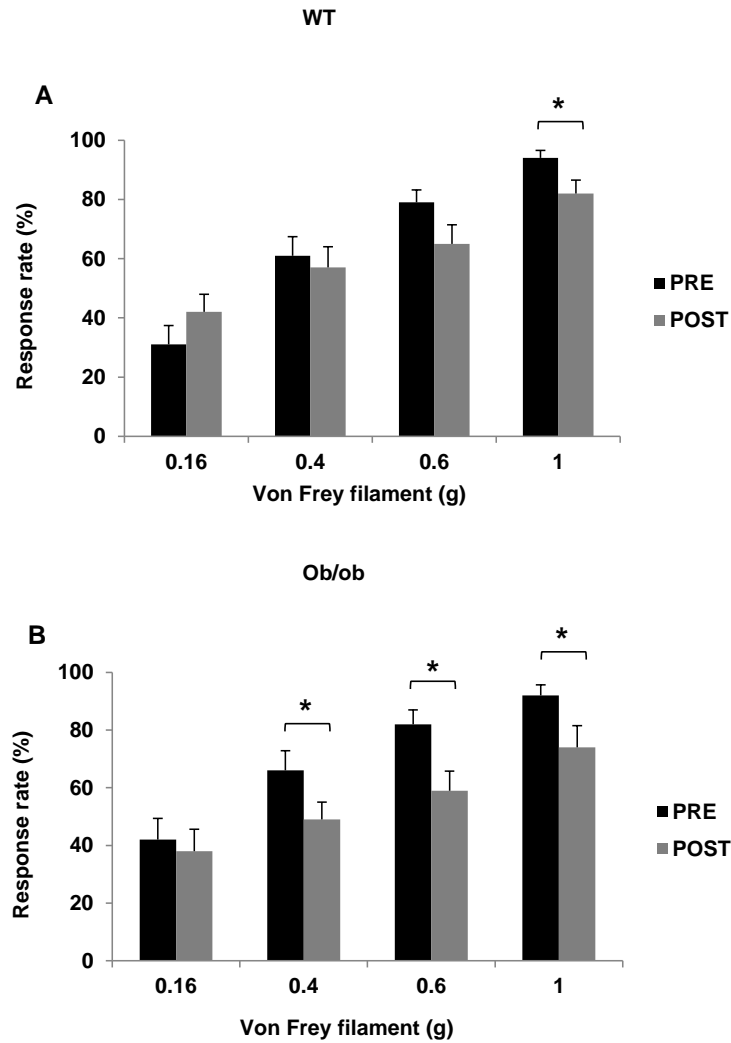 WT
A
*
100
80
60
40
20
0
Response rate (%)
0.16 0.4 0.6 1
Von Frey filament (g)
PRE
POST
Ob/ob
B
* * *
100
80
60
40
20
0
Response rate (%)
0.16 0.4 0.6 1
Von Frey filament (g)
PRE
POST